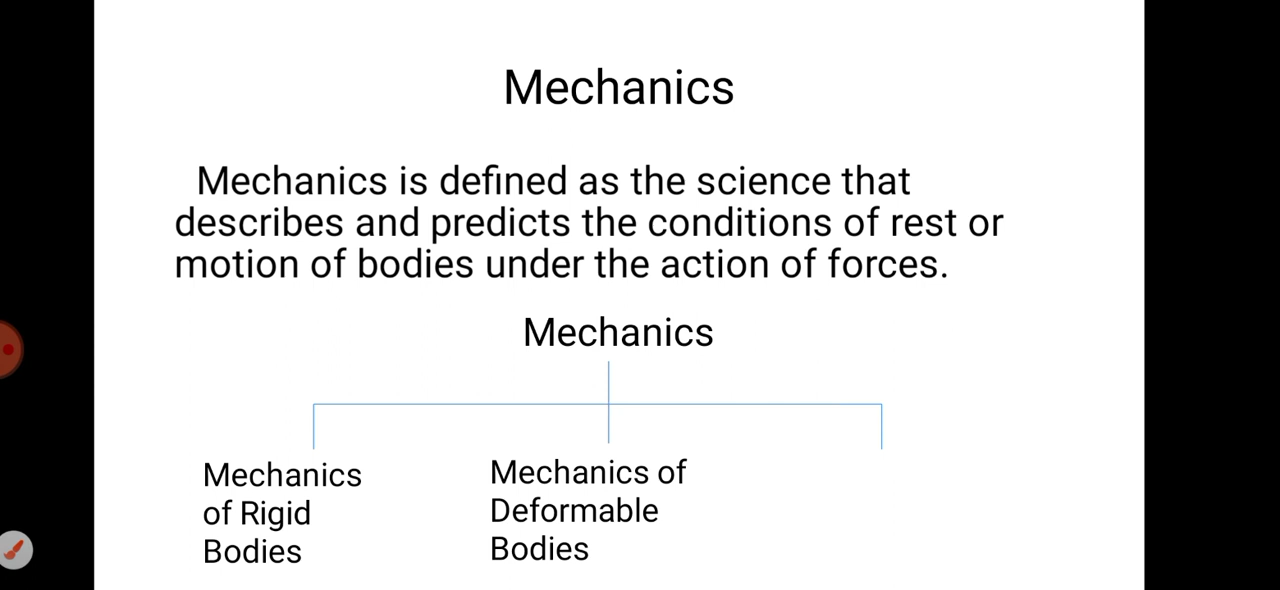 Mechanics
Mechanics is defined as the science that
describes and predicts the conditions of rest or
motion of bodies under the action of forces.
Mechanics
Mechanics
of Rigid
Bodies
Mechanics of
Deformable
Bodies